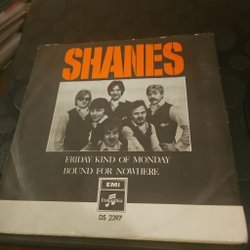 SHANES
FRIDAY KIND OF MONDAY
BOUND FOR NOWHERE
EMI
Columbia
DS 2397